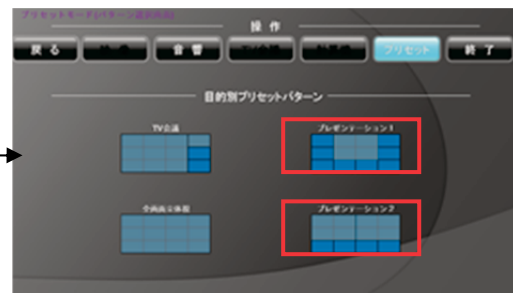 プリセットモード(パターン選択画面)
操 作
戻 る
音 響
プリセット
終 了
目的別プリセットパターン
TV会議
プレゼンテーション1
全画面立体視
プレゼンテーション2